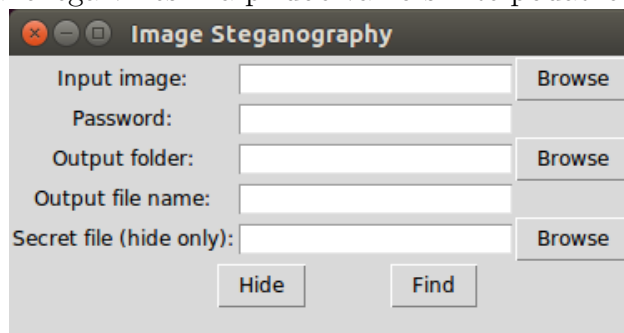 Image Steganography
Input image: Browse
Password:
Output folder: Browse
Output file name:
Secret file (hide only): Browse
Hide Find